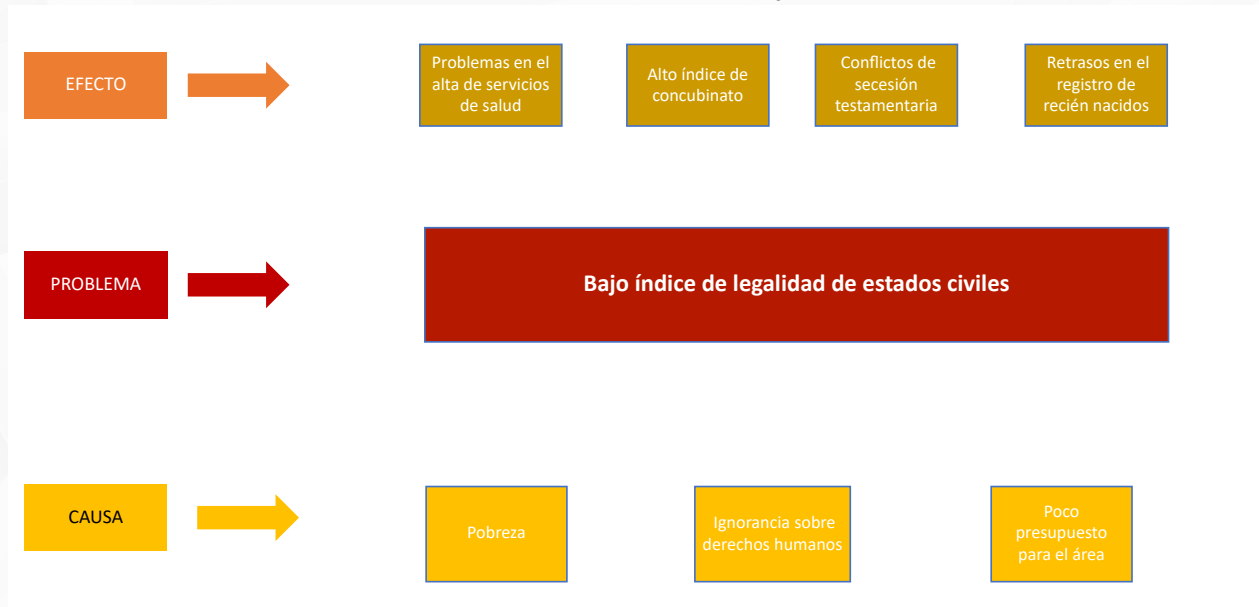 EFECTO
Problemas en el
alta de servicios
de salud
Alto índice de
concubinato
Conflictos de
secesión
testamentaria
Retrasos en el
registro de
recién nacidos
PROBLEMA
Bajo índice de legalidad de estados civiles
CAUSA
Pobreza
Ignorancia sobre
derechos humanos
Poco
presupuesto
para el área